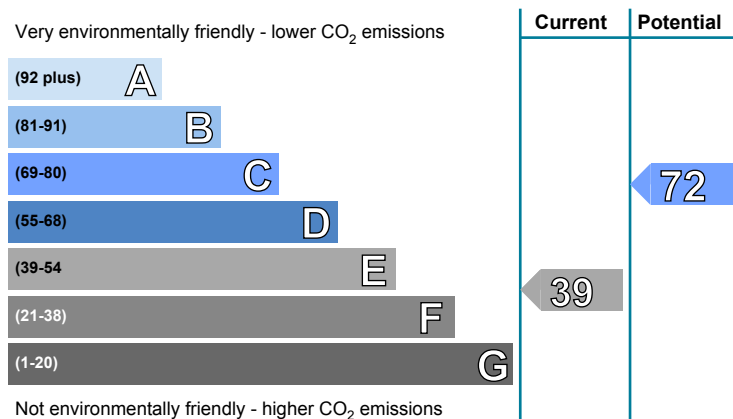 Current Potential
Very environmentally friendly - lower CO₂ emissions
(92 plus) A
(81-91) B
(69-80) C
72
(55-68) D
(39-54 E
39
(21-38) F
(1-20) G
Not environmentally friendly - higher CO₂ emissions